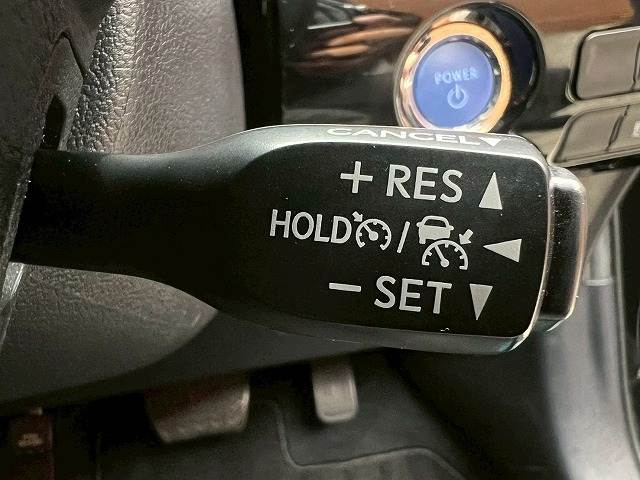 POWER
CANCEL▼
+ RES ▲
HOLD / ◀
− SET ▼